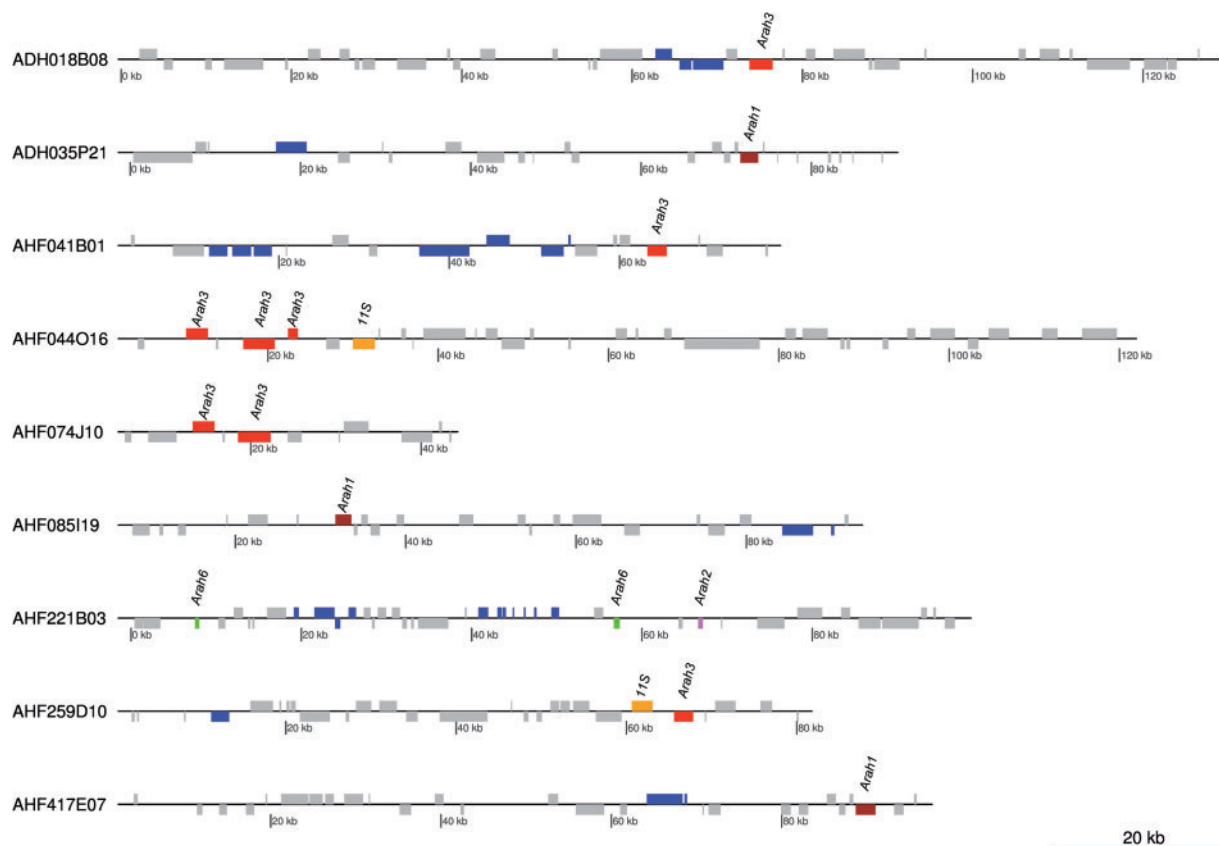 Arah3
ADH018B08
0 kb 20 kb 40 kb 60 kb 80 kb 100 kb 120 kb
Arah1
ADH035P21
0 kb 20 kb 40 kb 60 kb 80 kb
Arah3
AHF041B01
20 kb 40 kb 60 kb
Arah3 Arah3 Arah3 11S
AHF044O16
20 kb 40 kb 60 kb 80 kb 100 kb 120 kb
Arah3 Arah3
AHF074J10
20 kb 40 kb
Arah1
AHF085I19
20 kb 40 kb 60 kb 80 kb
Arah6 Arah6 Arah2
AHF221B03
0 kb 20 kb 40 kb 60 kb 80 kb
11S Arah3
AHF259D10
20 kb 40 kb 60 kb 80 kb
Arah1
AHF417E07
20 kb 40 kb 60 kb 80 kb
20 kb